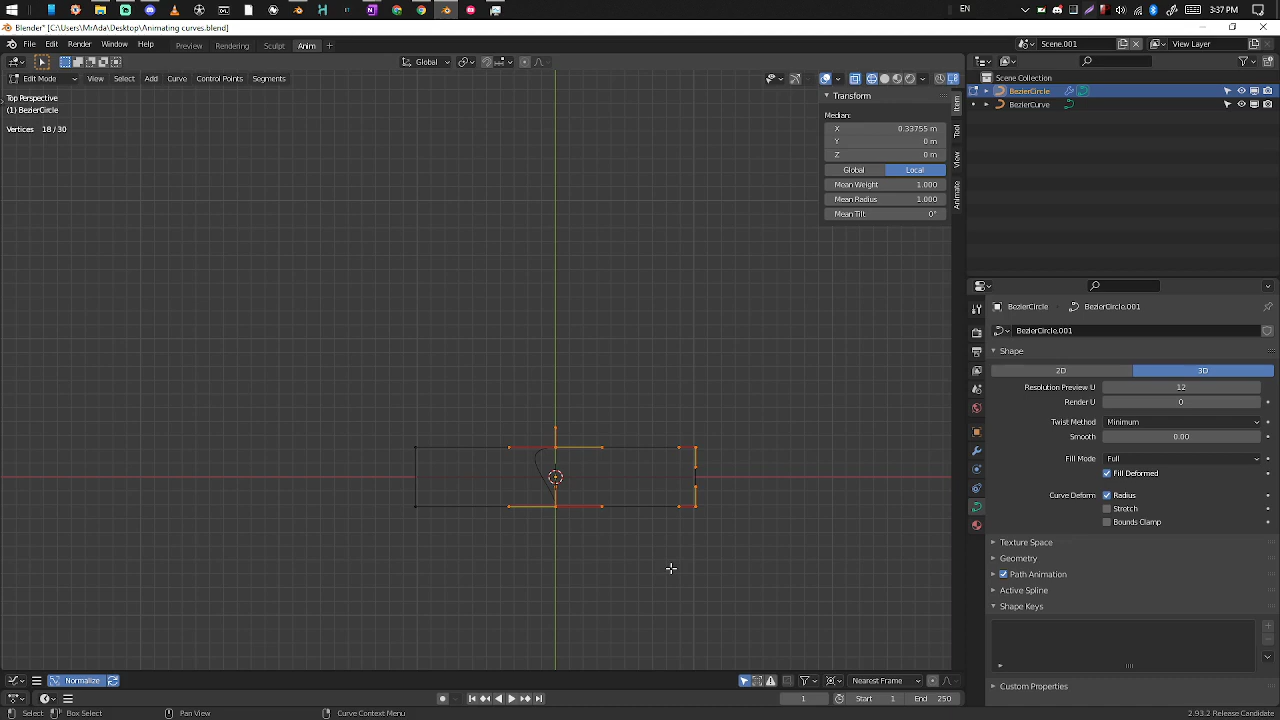 EN 3:37 PM
Blender* [C:\Users\MrAda\Desktop\Animating curves.blend]
File Edit Render Window Help Preview Rendering Sculpt Anim + Scene.001 View Layer
Global
Edit Mode View Select Add Curve Control Points Segments
Top Perspective
(1) BezierCircle
Vertices 18/30
Transform
Median:
X 0.33755 m
Y 0 m
Z 0 m
Global Local
Mean Weight 1.000
Mean Radius 1.000
Mean Tilt 0°
Item
Tool
View
Animate
Scene Collection
BezierCircle
BezierCurve
BezierCircle BezierCircle.001
BezierCircle.001
Shape
2D 3D
Resolution Preview U 12
Render U 0
Twist Method Minimum
Smooth 0.00
Fill Mode Full
Fill Deformed
Curve Deform Radius
Stretch
Bounds Clamp
Texture Space
Geometry
Path Animation
Active Spline
Shape Keys
Custom Properties
Normalize Nearest Frame
1 Start 1 End 250
Select Box Select Pan View Curve Context Menu 2.93.2 Release Candidate